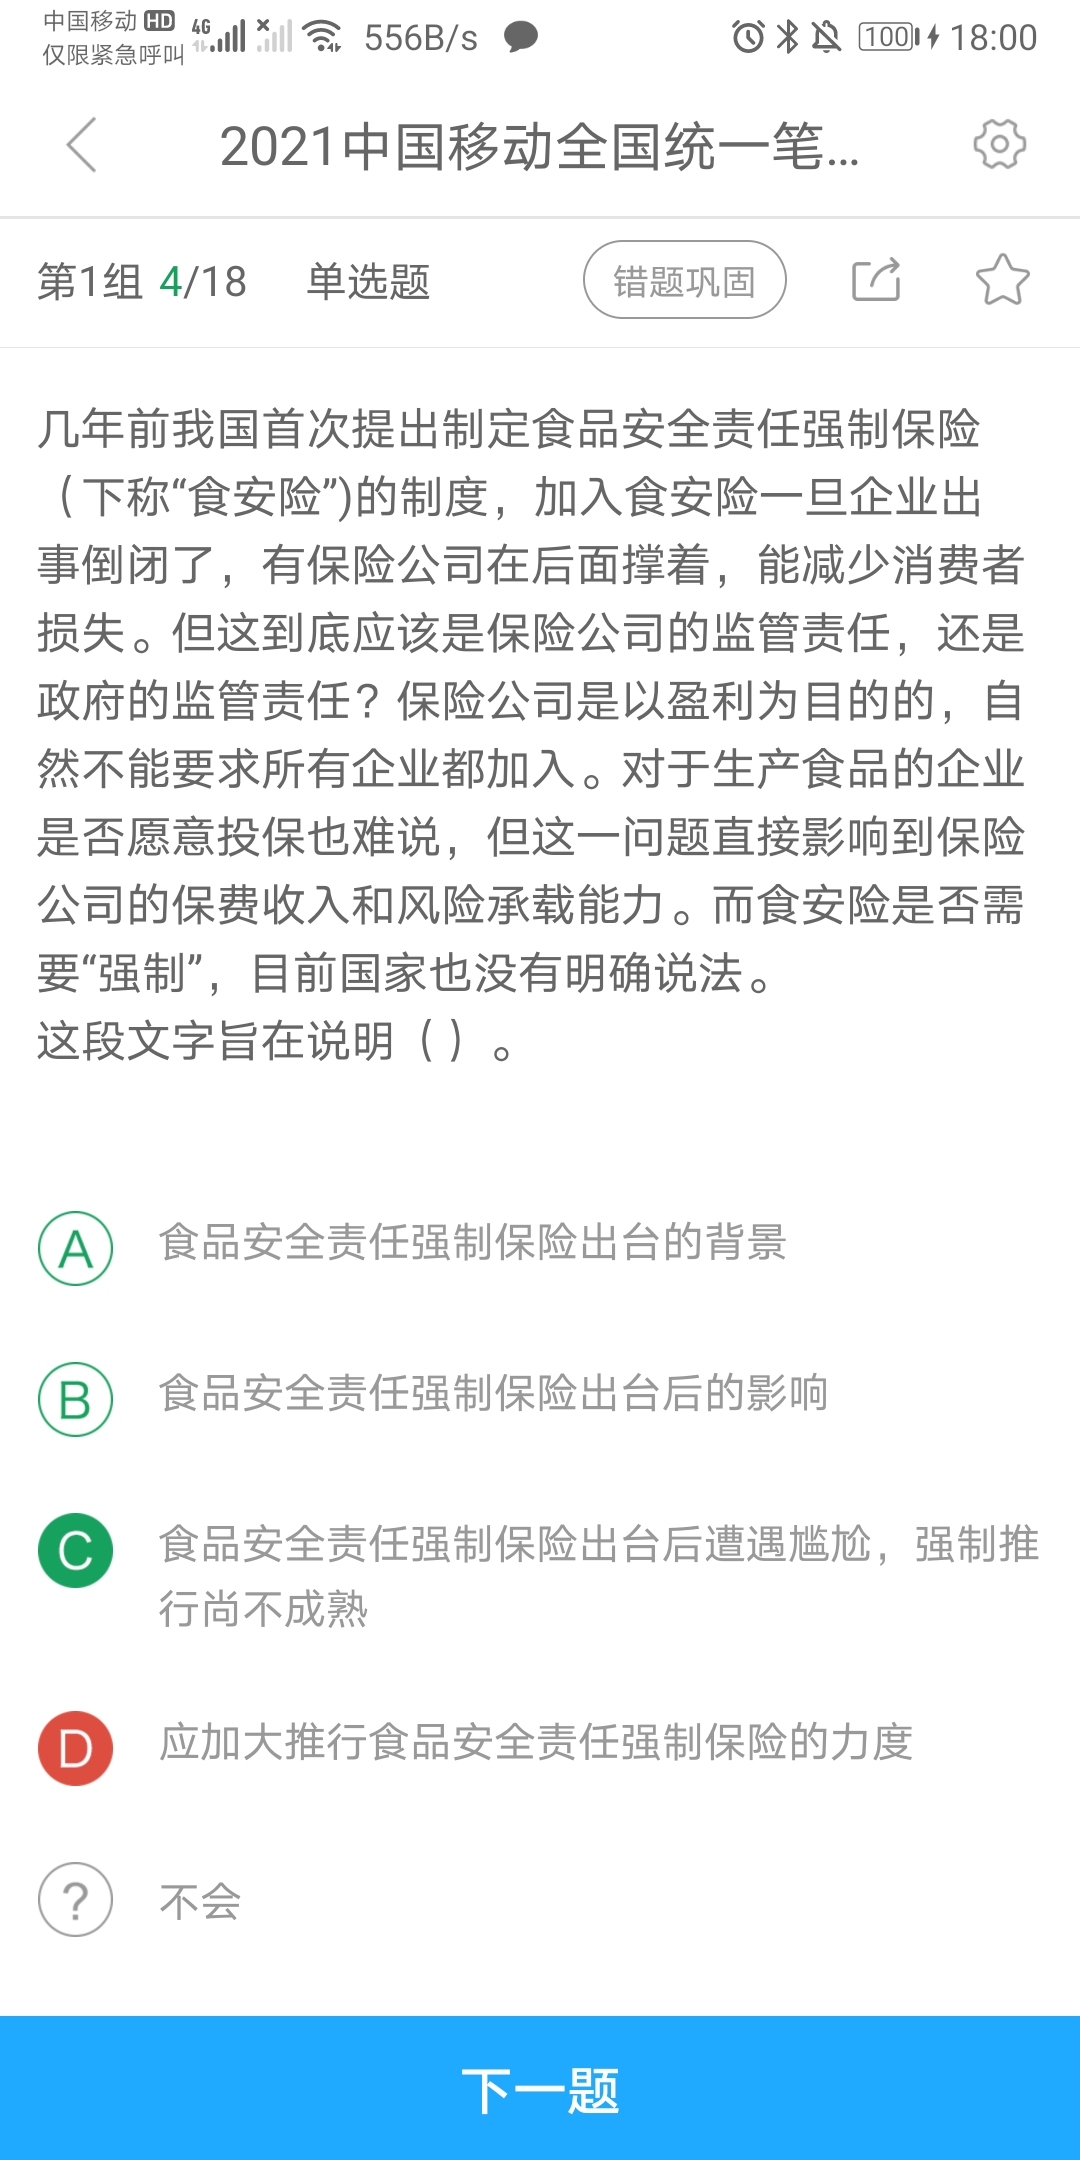 中国移动 HD 4G 556B/s 100 18:00
仅限紧急呼叫
2021中国移动全国统一笔...
第1组 4/18 单选题 错题巩固
几年前我国首次提出制定食品安全责任强制保险
（下称“食安险”)的制度，加入食安险一旦企业出
事倒闭了，有保险公司在后面撑着，能减少消费者
损失。但这到底应该是保险公司的监管责任，还是
政府的监管责任？保险公司是以盈利为目的的，自
然不能要求所有企业都加入。对于生产食品的企业
是否愿意投保也难说，但这一问题直接影响到保险
公司的保费收入和风险承载能力。而食安险是否需
要“强制”，目前国家也没有明确说法。
这段文字旨在说明（ ）。
A 食品安全责任强制保险出台的背景
B 食品安全责任强制保险出台后的影响
C 食品安全责任强制保险出台后遭遇尴尬，强制推
行尚不成熟
D 应加大推行食品安全责任强制保险的力度
? 不会
下一题